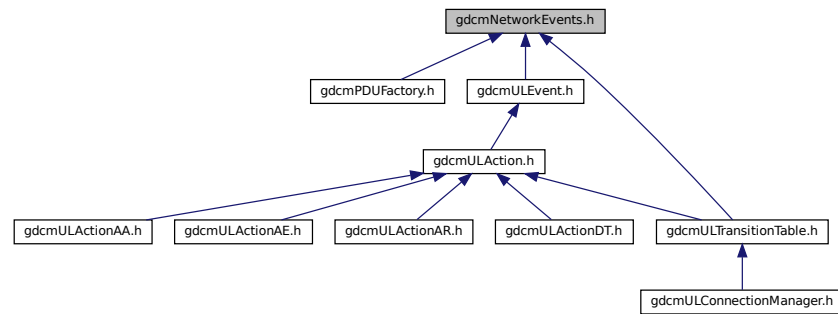 gdcmNetworkEvents.h
gdcmPDUFactory.h
gdcmULEvent.h
gdcmULAction.h
gdcmULActionAA.h
gdcmULActionAE.h
gdcmULActionAR.h
gdcmULActionDT.h
gdcmULTransitionTable.h
gdcmULConnectionManager.h